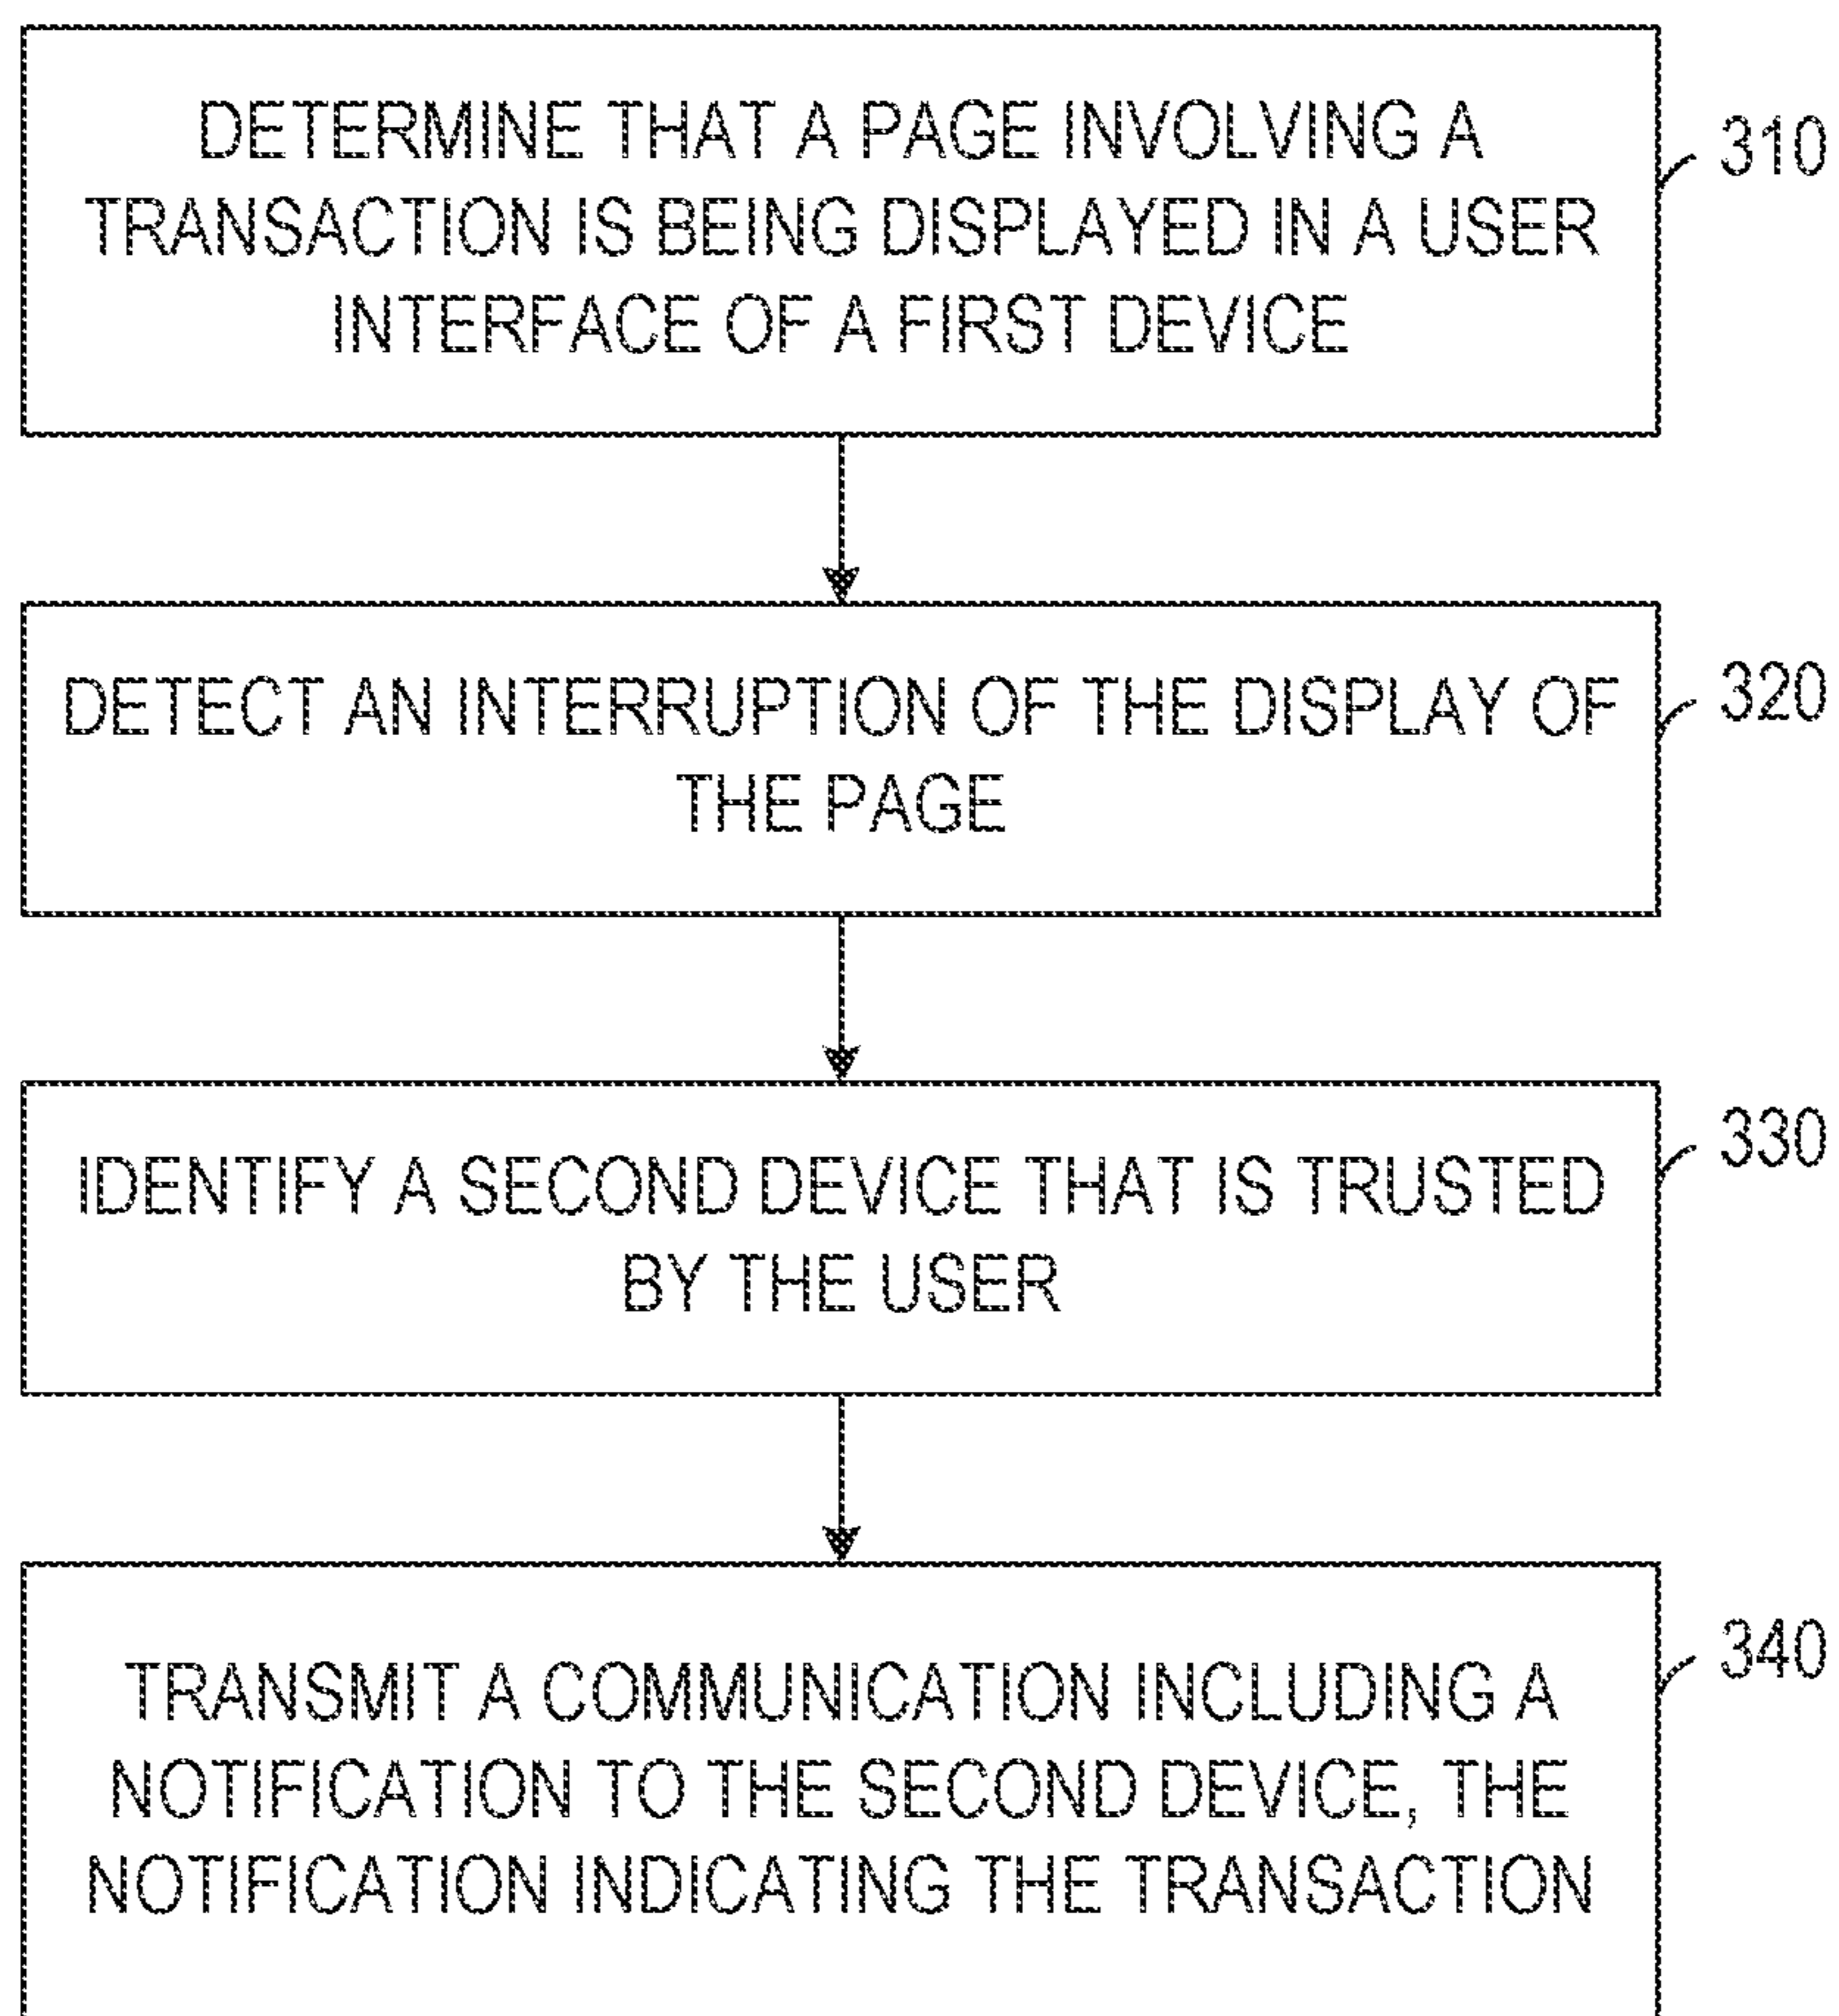 DETERMINE THAT A PAGE INVOLVING A
TRANSACTION IS BEING DISPLAYED IN A USER
INTERFACE OF A FIRST DEVICE
310
DETECT AN INTERRUPTION OF THE DISPLAY OF
THE PAGE
320
IDENTIFY A SECOND DEVICE THAT IS TRUSTED
BY THE USER
330
TRANSMIT A COMMUNICATION INCLUDING A
NOTIFICATION TO THE SECOND DEVICE, THE
NOTIFICATION INDICATING THE TRANSACTION
340